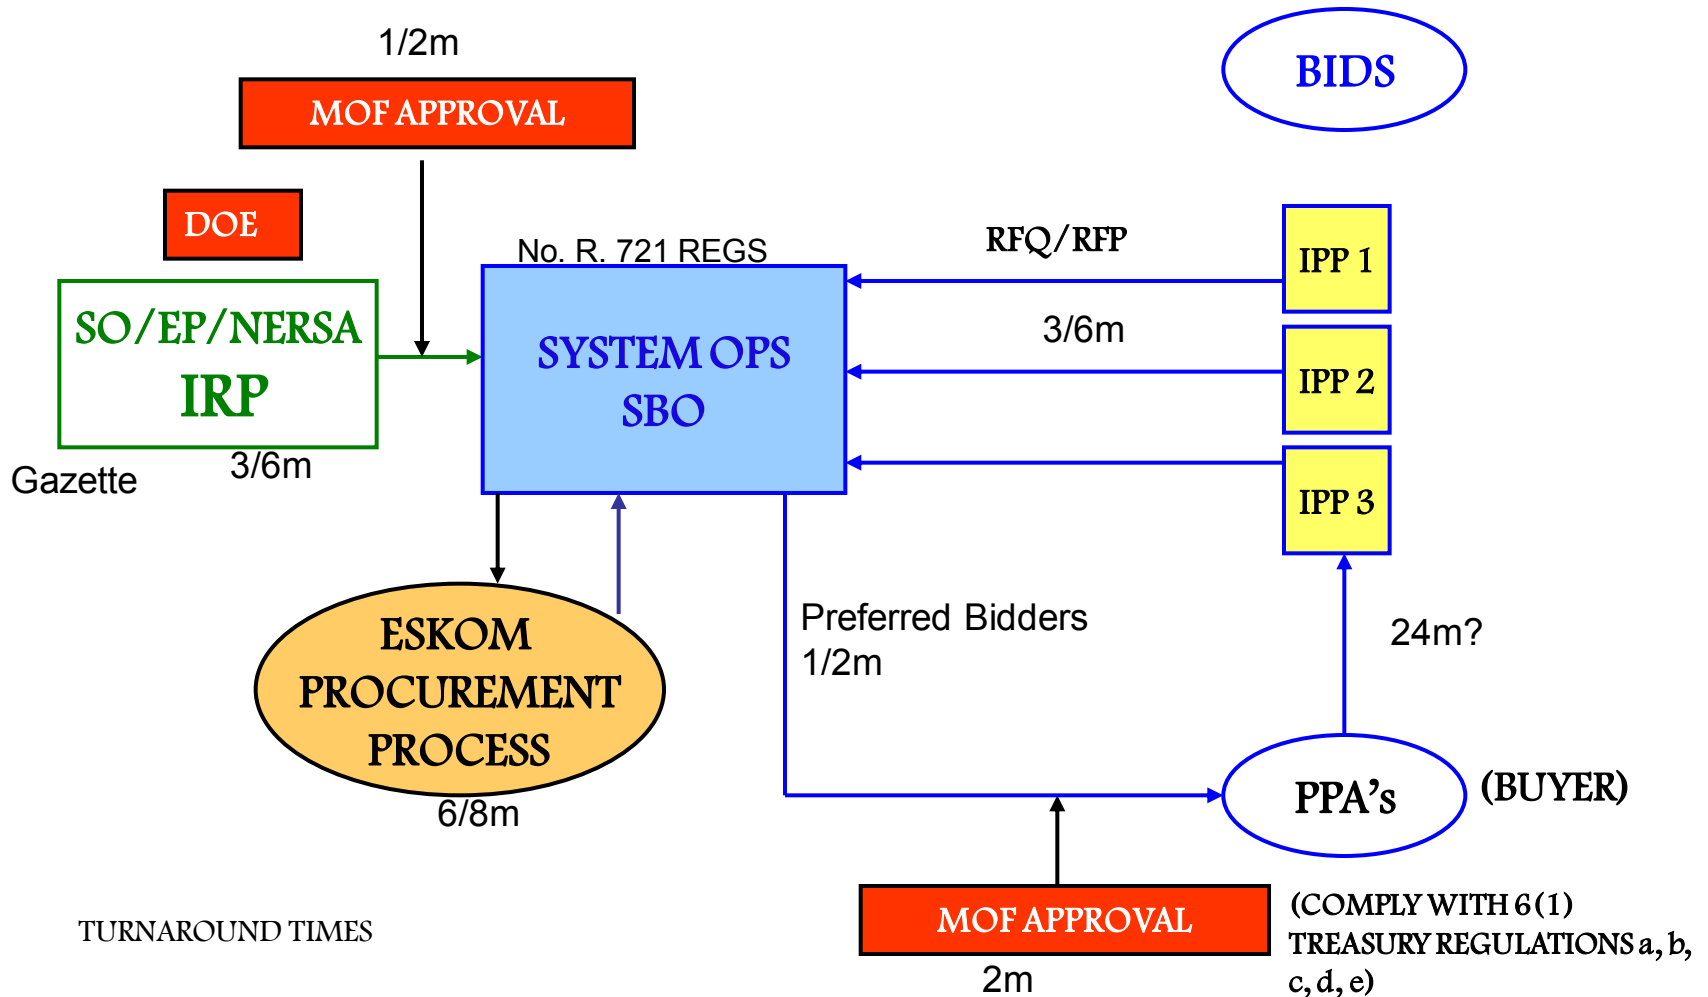 1/2m
MOF APPROVAL
BIDS
DOE
No. R. 721 REGS
RFQ/RFP
IPP 1
SO/EP/NERSA
IRP
3/6m
Gazette
SYSTEM OPS
SBO
3/6m
IPP 2
IPP 3
ESKOM
PROCUREMENT
PROCESS
6/8m
Preferred Bidders
1/2m
24m?
PPA's
(BUYER)
MOF APPROVAL
2m
(COMPLY WITH 6 (1)
TREASURY REGULATIONS a, b,
c, d, e)
TURNAROUND TIMES